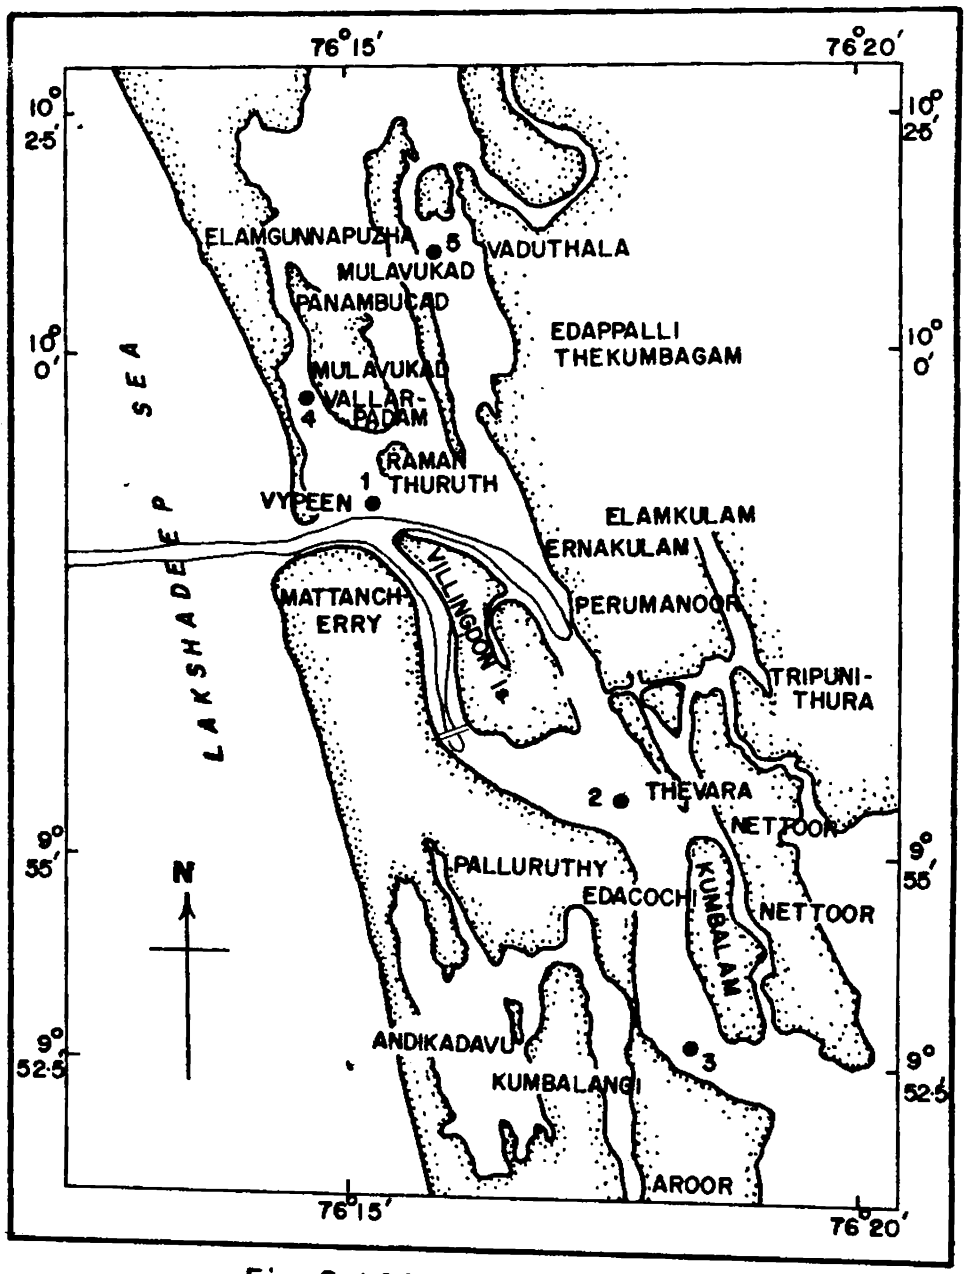 76°15′
76°20′
10°
25′
10°
25′
ELAMGUNNAPUZHA
5
VADUTHALA
MULAVUKAD
PANAMBUCAD
EDAPPALLI
THEKUMBAGAM
10°
0′
10°
0′
MULAVUKAD
VALLAR-
PADAM
4
RAMAN
THURUTH
1
VYPEEN
LAKSHADEEP SEA
ELAMKULAM
ERNAKULAM
VILLINGDON Is
MATTANCH-
ERRY
PERUMANOOR
TRIPUNI-
THURA
2
THEVARA
NETTOOR
9°
55′
9°
55′
PALLURUTHY
EDACOCHI
KUMBALAM
NETTOOR
N
9°
52.5′
9°
52.5′
ANDIKADAVU
3
KUMBALANGI
AROOR
76°15′
76°20′